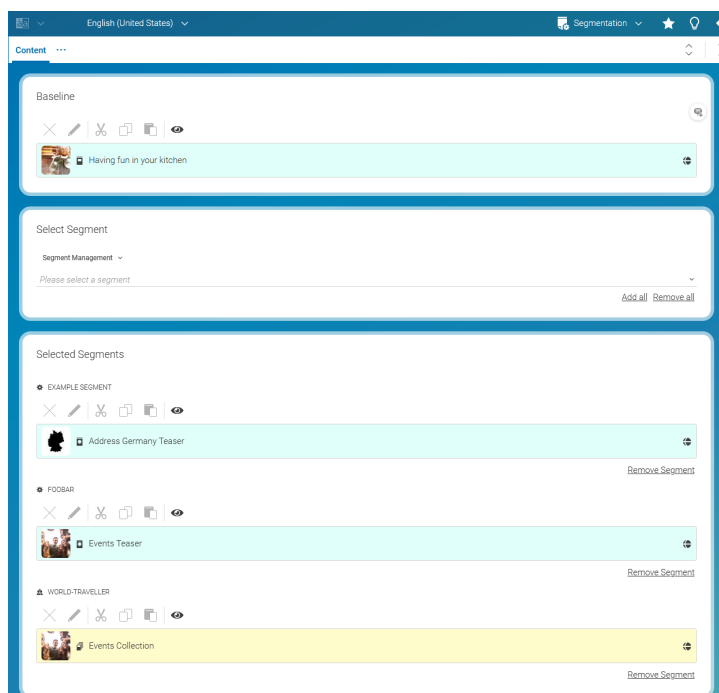 English (United States)
Segmentation
Content ···
Baseline
Having fun in your kitchen
Select Segment
Segment Management
Please select a segment
Add all Remove all
Selected Segments
EXAMPLE SEGMENT
Address Germany Teaser
Remove Segment
FOOBAR
Events Teaser
Remove Segment
WORLD-TRAVELLER
Events Collection
Remove Segment